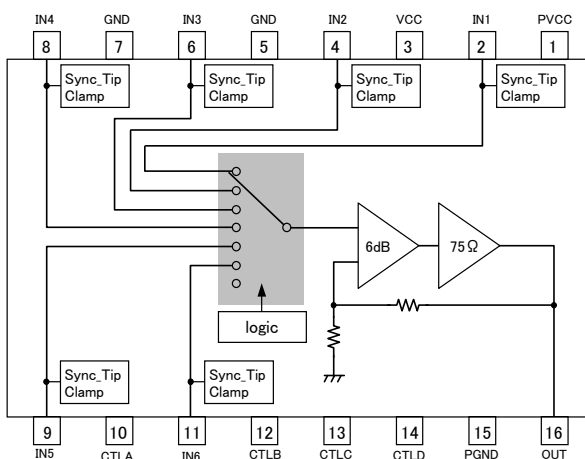 IN4 GND IN3 GND IN2 VCC IN1 PVCC
8 7 6 5 4 3 2 1
Sync_Tip Clamp
Sync_Tip Clamp
Sync_Tip Clamp
Sync_Tip Clamp
6dB
75Ω
logic
Sync_Tip Clamp
Sync_Tip Clamp
9 10 11 12 13 14 15 16
IN5 CTLA IN6 CTLB CTLC CTLD PGND OUT